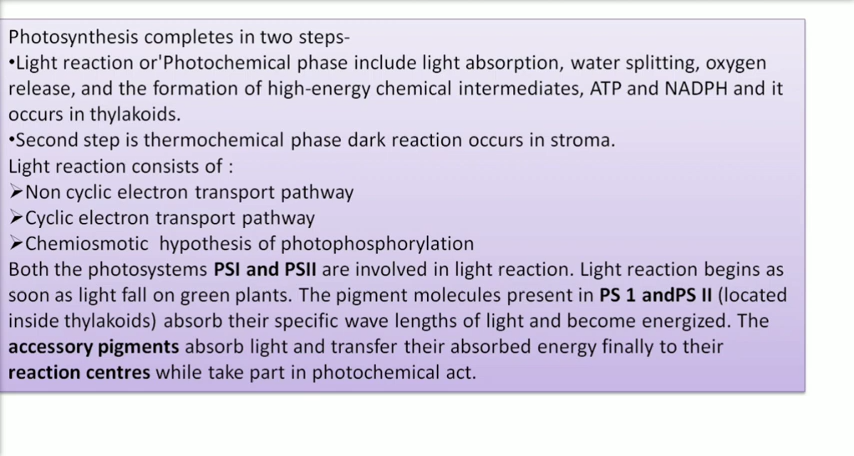 Photosynthesis completes in two steps-
•Light reaction or'Photochemical phase include light absorption, water splitting, oxygen
release, and the formation of high-energy chemical intermediates, ATP and NADPH and it
occurs in thylakoids.
•Second step is thermochemical phase dark reaction occurs in stroma.
Light reaction consists of :
➢Non cyclic electron transport pathway
➢Cyclic electron transport pathway
➢Chemiosmotic  hypothesis of photophosphorylation
Both the photosystems PSI and PSII are involved in light reaction. Light reaction begins as
soon as light fall on green plants. The pigment molecules present in PS 1 andPS II (located
inside thylakoids) absorb their specific wave lengths of light and become energized. The
accessory pigments absorb light and transfer their absorbed energy finally to their
reaction centres while take part in photochemical act.